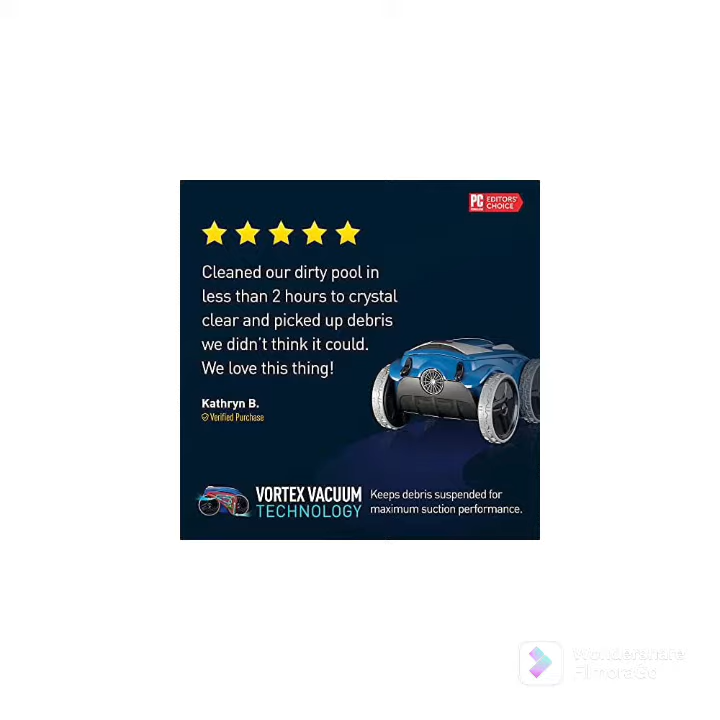 PC
EDITORS'
CHOICE
Cleaned our dirty pool in
less than 2 hours to crystal
clear and picked up debris
we didn't think it could.
We love this thing!
Kathryn B.
Verified Purchase
VORTEX VACUUM
TECHNOLOGY
Keeps debris suspended for
maximum suction performance.
Wondershare
FilmoraGo